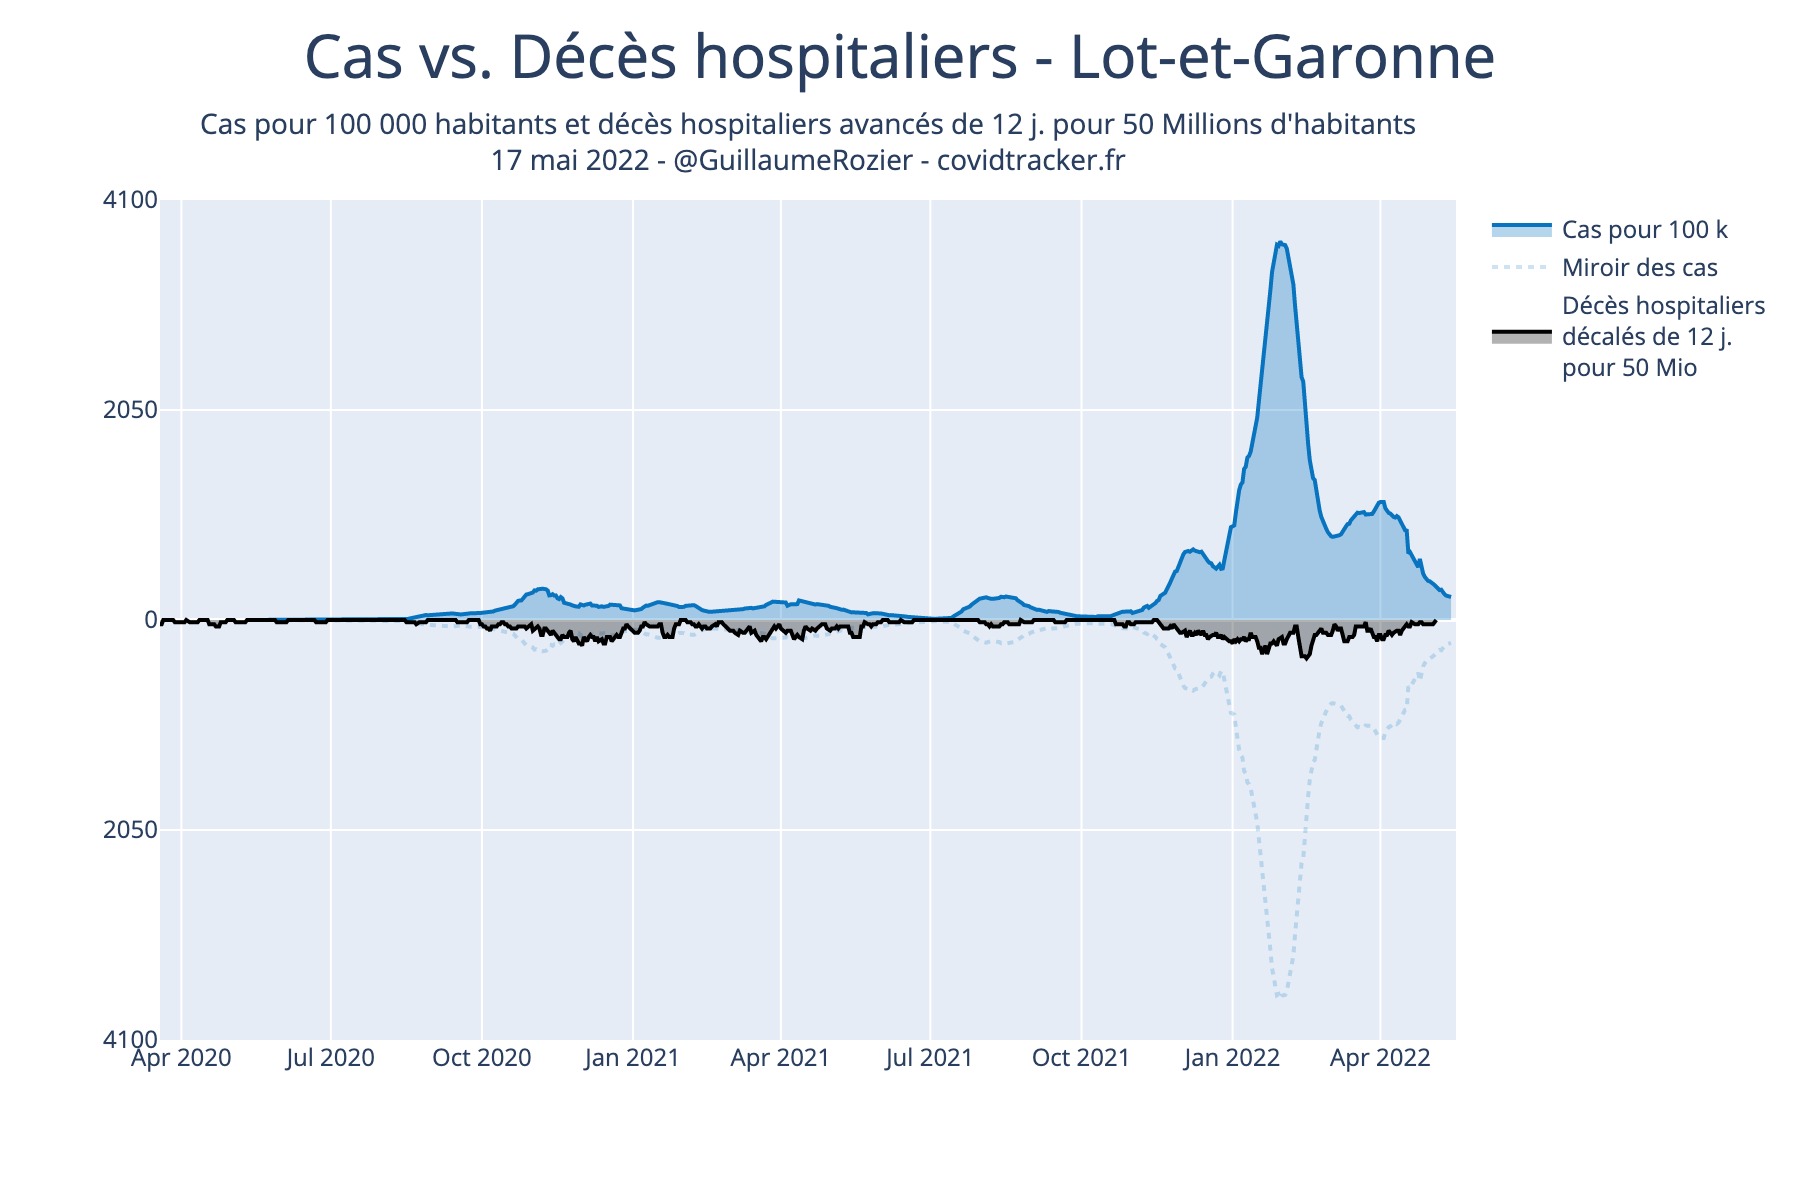 Cas vs. Décès hospitaliers - Lot-et-Garonne
Cas pour 100 000 habitants et décès hospitaliers avancés de 12 j. pour 50 Millions d'habitants
17 mai 2022 - @GuillaumeRozier - covidtracker.fr
4100
2050
0
2050
4100
Apr 2020
Jul 2020
Oct 2020
Jan 2021
Apr 2021
Jul 2021
Oct 2021
Jan 2022
Apr 2022
Cas pour 100 k
Miroir des cas
Décès hospitaliers
décalés de 12 j.
pour 50 Mio